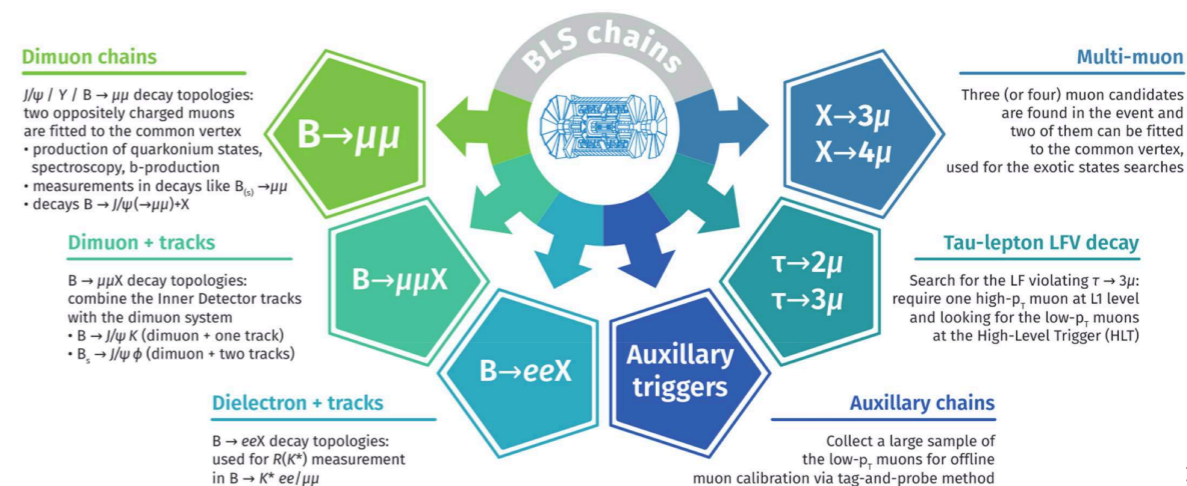 BLS chains
Dimuon chains
J/ψ / Υ / B → μμ decay topologies:
two oppositely charged muons
are fitted to the common vertex
• production of quarkonium states,
spectroscopy, b-production
• measurements in decays like B(s) →μμ
• decays B → J/ψ(→μμ)+X
B→μμ
Dimuon + tracks
B → μμX decay topologies:
combine the Inner Detector tracks
with the dimuon system
• B → J/ψ K (dimuon + one track)
• Bs → J/ψ ϕ (dimuon + two tracks)
B→μμX
Dielectron + tracks
B → eeX decay topologies:
used for R(K*) measurement
in B → K* ee/μμ
B→eeX
Multi-muon
Three (or four) muon candidates
are found in the event and
two of them can be fitted
to the common vertex,
used for the exotic states searches
X→3μ
X→4μ
Tau-lepton LFV decay
Search for the LF violating τ → 3μ:
require one high-pT muon at L1 level
and looking for the low-pT muons
at the High-Level Trigger (HLT)
τ→2μ
τ→3μ
Auxillary chains
Collect a large sample of
the low-pT muons for offline
muon calibration via tag-and-probe method
Auxillary
triggers